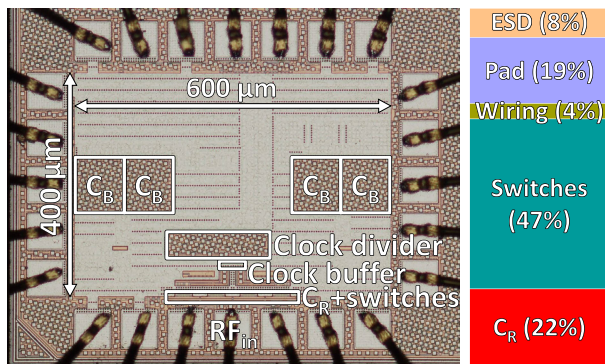 600 μm
400 μm
C_B C_B C_B C_B
Clock divider
Clock buffer
C_R+switches
RF_in
ESD (8%)
Pad (19%)
Wiring (4%)
Switches
(47%)
C_R (22%)